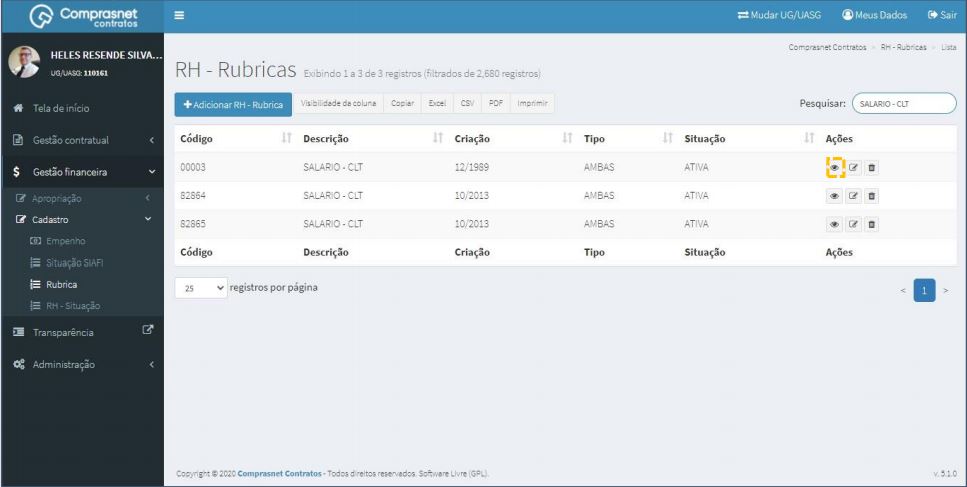 Comprasnet
contratos
Mudar UG/UASG
Meus Dados
Sair
HELES RESENDE SILVA...
UG/UASG: 110161
Tela de início
Gestão contratual
Gestão financeira
Apropriação
Cadastro
Empenho
Situação SIAFI
Rubrica
RH - Situação
Transparência
Administração
Comprasnet Contratos > RH - Rubricas > Lista
RH - Rubricas Exibindo 1 a 3 de 3 registros (filtrados de 2,680 registros)
+Adicionar RH - Rubrica Visibilidade da coluna Copiar Excel CSV PDF Imprimir
Pesquisar: SALARIO - CLT
Código Descrição Criação Tipo Situação Ações
00003 SALARIO - CLT 12/1989 AMBAS ATIVA
82864 SALARIO - CLT 10/2013 AMBAS ATIVA
82865 SALARIO - CLT 10/2013 AMBAS ATIVA
Código Descrição Criação Tipo Situação Ações
25 registros por página
< 1 >
Copyright © 2020 Comprasnet Contratos - Todos direitos reservados. Software Livre (GPL).
v. 5.1.0